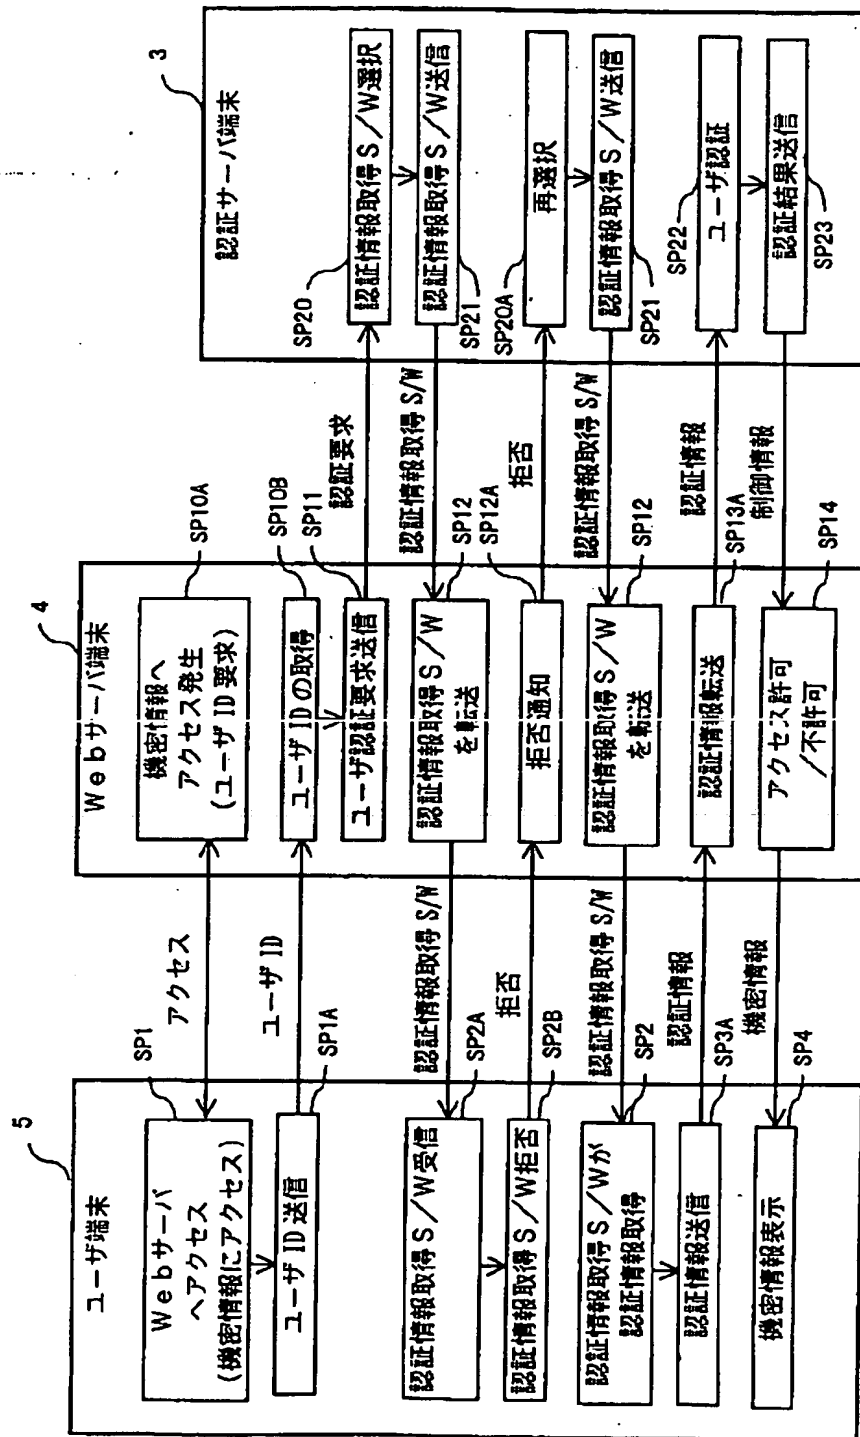 5
ユーザ端末
SP1
Webサーバ
へアクセス
(機密情報にアクセス)
ユーザID送信
SP1A
認証情報取得S/W受信
SP2A
認証情報取得S/W拒否
SP2B
認証情報取得S/Wが
認証情報取得
SP2
認証情報送信
SP3A
機密情報表示
SP4
アクセス
ユーザID
認証情報取得S/W
拒否
認証情報取得S/W
認証情報
機密情報
4
Webサーバ端末
機密情報へ
アクセス発生
(ユーザID要求)
SP10A
ユーザIDの取得
SP10B
ユーザ認証要求送信
SP11
認証情報取得S/W
を転送
SP12
拒否通知
SP12A
認証情報取得S/W
を転送
SP12
認証情報転送
SP13A
アクセス許可
/不許可
SP14
認証要求
認証情報取得S/W
拒否
認証情報取得S/W
認証情報
制御情報
3
認証サーバ端末
SP20
認証情報取得S/W選択
認証情報取得S/W送信
SP21
SP20A
再選択
認証情報取得S/W送信
SP21
SP22
ユーザ認証
認証結果送信
SP23